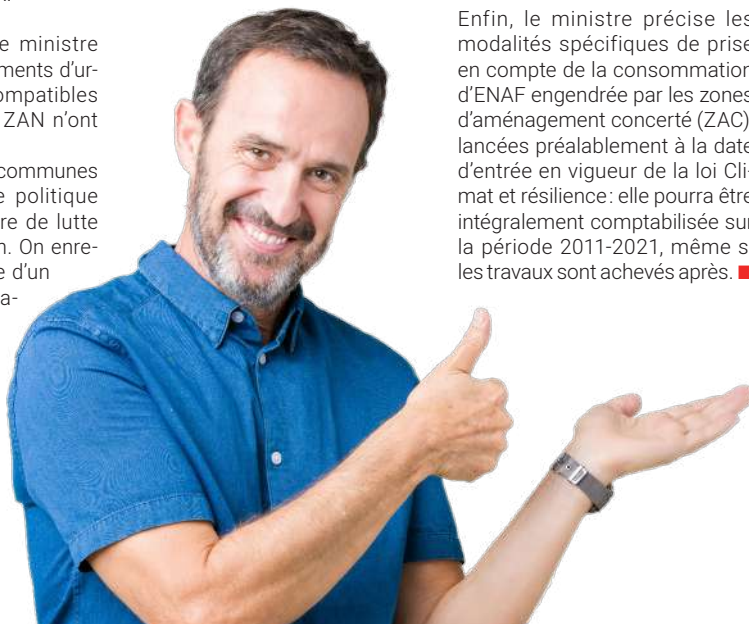 e ministre
ments d'ur-
ompatibles
ZAN n'ont
communes
e politique
re de lutte
n. On enre-
e d'un
a-
Enfin, le ministre précise les
modalités spécifiques de prise
en compte de la consommation
d'ENAF engendrée par les zones
d'aménagement concerté (ZAC)
lancées préalablement à la date
d'entrée en vigueur de la loi Cli-
mat et résilience : elle pourra être
intégralement comptabilisée sur
la période 2011-2021, même s
les travaux sont achevés après.